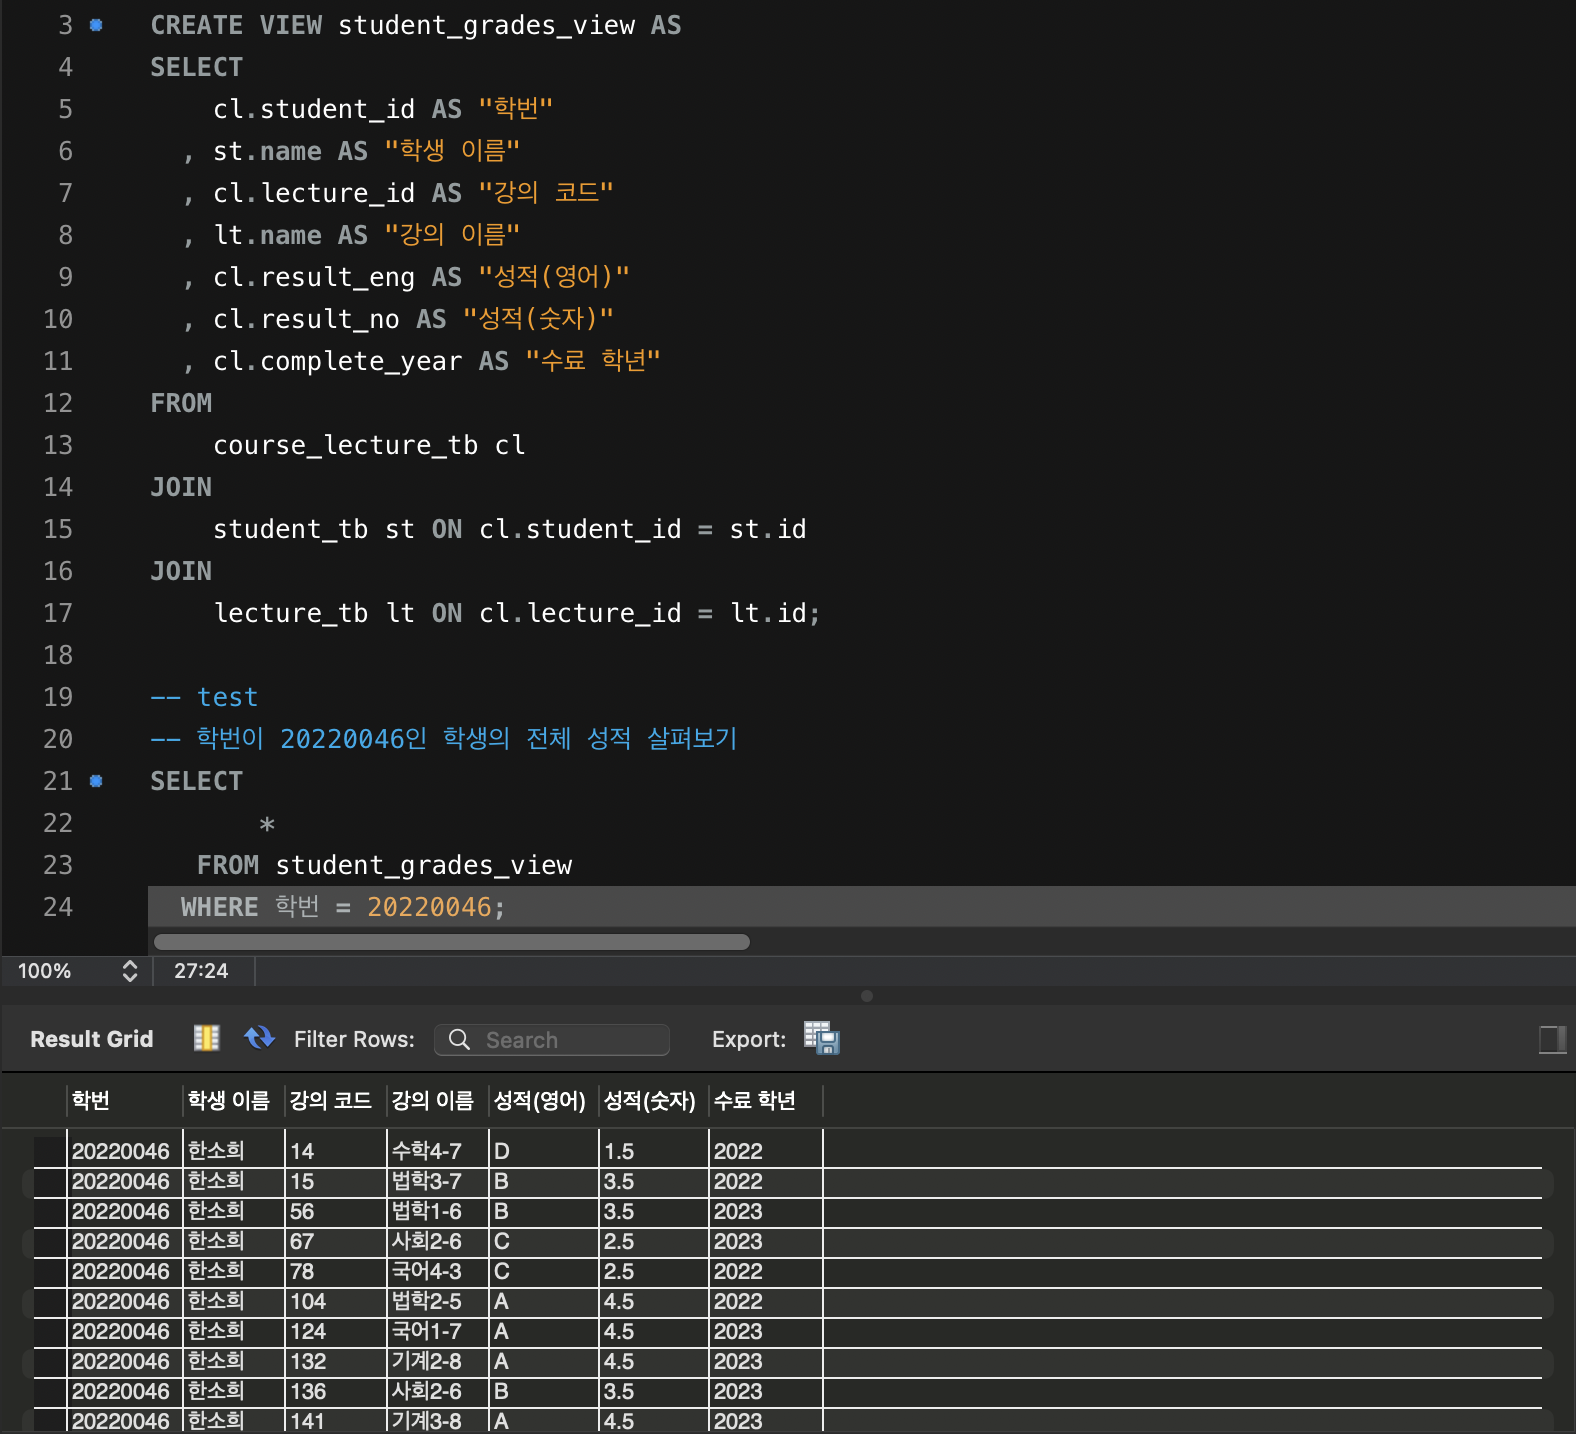 3 CREATE VIEW student_grades_view AS
4 SELECT
5 cl.student_id AS "학번"
6 , st.name AS "학생 이름"
7 , cl.lecture_id AS "강의 코드"
8 , lt.name AS "강의 이름"
9 , cl.result_eng AS "성적(영어)"
10 , cl.result_no AS "성적(숫자)"
11 , cl.complete_year AS "수료 학년"
12 FROM
13 course_lecture_tb cl
14 JOIN
15 student_tb st ON cl.student_id = st.id
16 JOIN
17 lecture_tb lt ON cl.lecture_id = lt.id;
18
19 -- test
20 -- 학번이 20220046인 학생의 전체 성적 살펴보기
21 SELECT
22 *
23 FROM student_grades_view
24 WHERE 학번 = 20220046;
100% 27:24
Result Grid Filter Rows: Search Export:
학번 학생 이름 강의 코드 강의 이름 성적(영어) 성적(숫자) 수료 학년
20220046 한소희 14 수학4-7 D 1.5 2022
20220046 한소희 15 법학3-7 B 3.5 2022
20220046 한소희 56 법학1-6 B 3.5 2023
20220046 한소희 67 사회2-6 C 2.5 2023
20220046 한소희 78 국어4-3 C 2.5 2022
20220046 한소희 104 법학2-5 A 4.5 2022
20220046 한소희 124 국어1-7 A 4.5 2023
20220046 한소희 132 기계2-8 A 4.5 2023
20220046 한소희 136 사회2-6 B 3.5 2023
20220046 한소희 141 기계3-8 A 4.5 2023